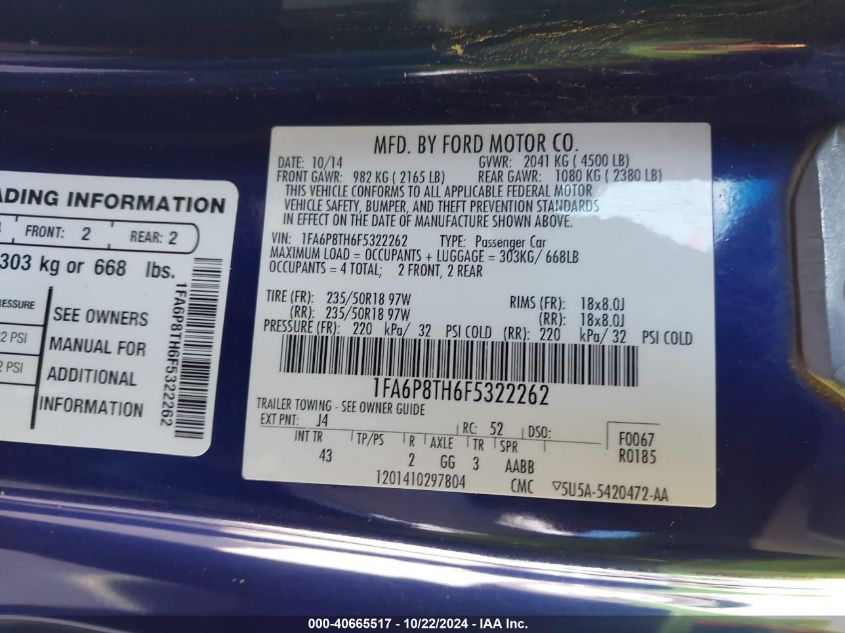 ADING INFORMATION
FRONT: 2 REAR: 2
303 kg or 668 lbs.
RESSURE
2 PSI
2 PSI
SEE OWNERS
MANUAL FOR
ADDITIONAL
INFORMATION
1FA6P8TH6F5322262
MFD. BY FORD MOTOR CO.
DATE: 10/14 GVWR: 2041 KG ( 4500 LB)
FRONT GAWR: 982 KG ( 2165 LB) REAR GAWR: 1080 KG ( 2380 LB)
THIS VEHICLE CONFORMS TO ALL APPLICABLE FEDERAL MOTOR
VEHICLE SAFETY, BUMPER, AND THEFT PREVENTION STANDARDS
IN EFFECT ON THE DATE OF MANUFACTURE SHOWN ABOVE.
VIN: 1FA6P8TH6F5322262 TYPE: Passenger Car
MAXIMUM LOAD = OCCUPANTS + LUGGAGE = 303KG/ 668LB
OCCUPANTS = 4 TOTAL; 2 FRONT, 2 REAR
TIRE (FR): 235/50R18 97W RIMS (FR): 18x8.0J
(RR): 235/50R18 97W (RR): 18x8.0J
PRESSURE (FR): 220 kPa/ 32 PSI COLD (RR): 220 kPa/ 32 PSI COLD
1FA6P8TH6F5322262
TRAILER TOWING - SEE OWNER GUIDE
EXT PNT: J4 RC: 52 DSO: F0067
INT TR TP/PS R AXLE TR SPR R0185
43 2 GG 3 AABB
1201410297804 CMC ▽5U5A-5420472-AA
000-40665517 - 10/22/2024 - IAA Inc.